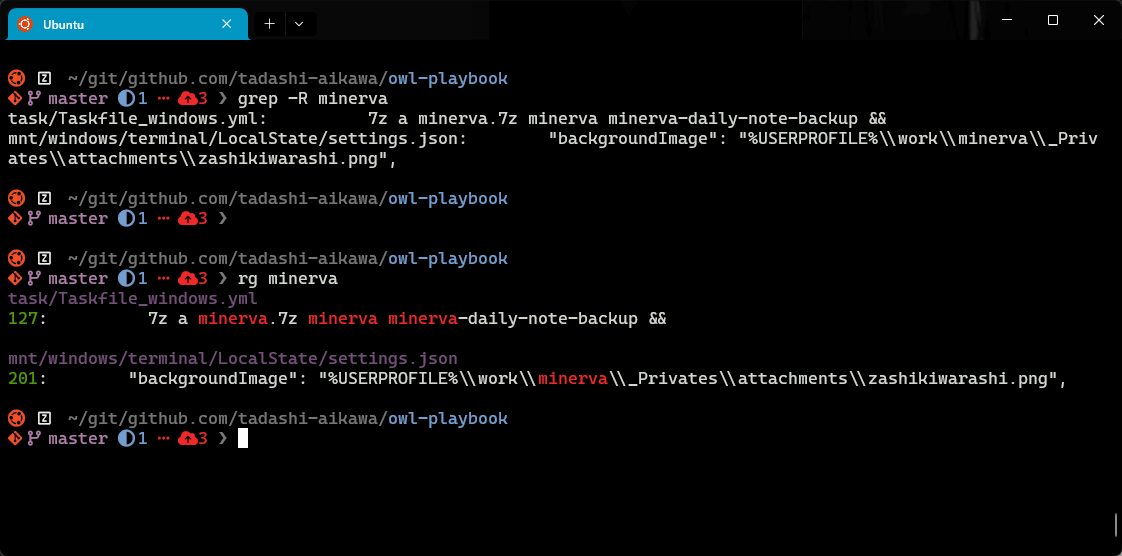 Ubuntu
~/git/github.com/tadashi-aikawa/owl-playbook
master 1 ··· 3 ❯ grep -R minerva
task/Taskfile_windows.yml:          7z a minerva.7z minerva minerva-daily-note-backup &&
mnt/windows/terminal/LocalState/settings.json:        "backgroundImage": "%USERPROFILE%\\work\\minerva\\_Priv
ates\\attachments\\zashikiwarashi.png",
~/git/github.com/tadashi-aikawa/owl-playbook
master 1 ··· 3 ❯
~/git/github.com/tadashi-aikawa/owl-playbook
master 1 ··· 3 ❯ rg minerva
task/Taskfile_windows.yml
127:          7z a minerva.7z minerva minerva-daily-note-backup &&
mnt/windows/terminal/LocalState/settings.json
201:        "backgroundImage": "%USERPROFILE%\\work\\minerva\\_Privates\\attachments\\zashikiwarashi.png",
~/git/github.com/tadashi-aikawa/owl-playbook
master 1 ··· 3 ❯